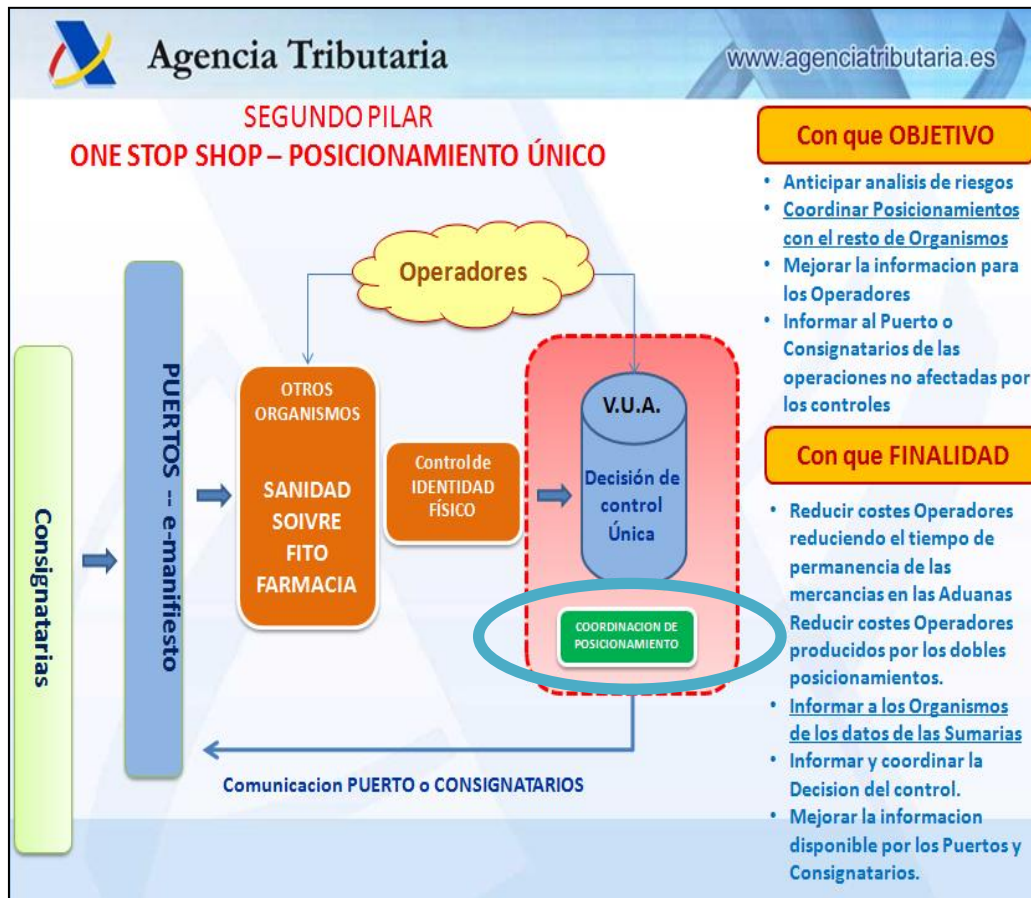 Agencia Tributaria
www.agenciatributaria.es
SEGUNDO PILAR
ONE STOP SHOP – POSICIONAMIENTO ÚNICO
Operadores
Consignatarias
PUERTOS -- e-manifiesto
OTROS
ORGANISMOS
SANIDAD
SOIVRE
FITO
FARMACIA
Control de
IDENTIDAD
FÍSICO
V.U.A.
Decisión de
control
Única
COORDINACION DE
POSICIONAMIENTO
Comunicacion PUERTO o CONSIGNATARIOS
Con que OBJETIVO
• Anticipar analisis de riesgos
• Coordinar Posicionamientos
con el resto de Organismos
• Mejorar la informacion para
los Operadores
• Informar al Puerto o
Consignatarios de las
operaciones no afectadas por
los controles
Con que FINALIDAD
• Reducir costes Operadores
reduciendo el tiempo de
permanencia de las
mercancias en las Aduanas
Reducir costes Operadores
producidos por los dobles
posicionamientos.
• Informar a los Organismos
de los datos de las Sumarias
• Informar y coordinar la
Decision del control.
• Mejorar la informacion
disponible por los Puertos y
Consignatarios.